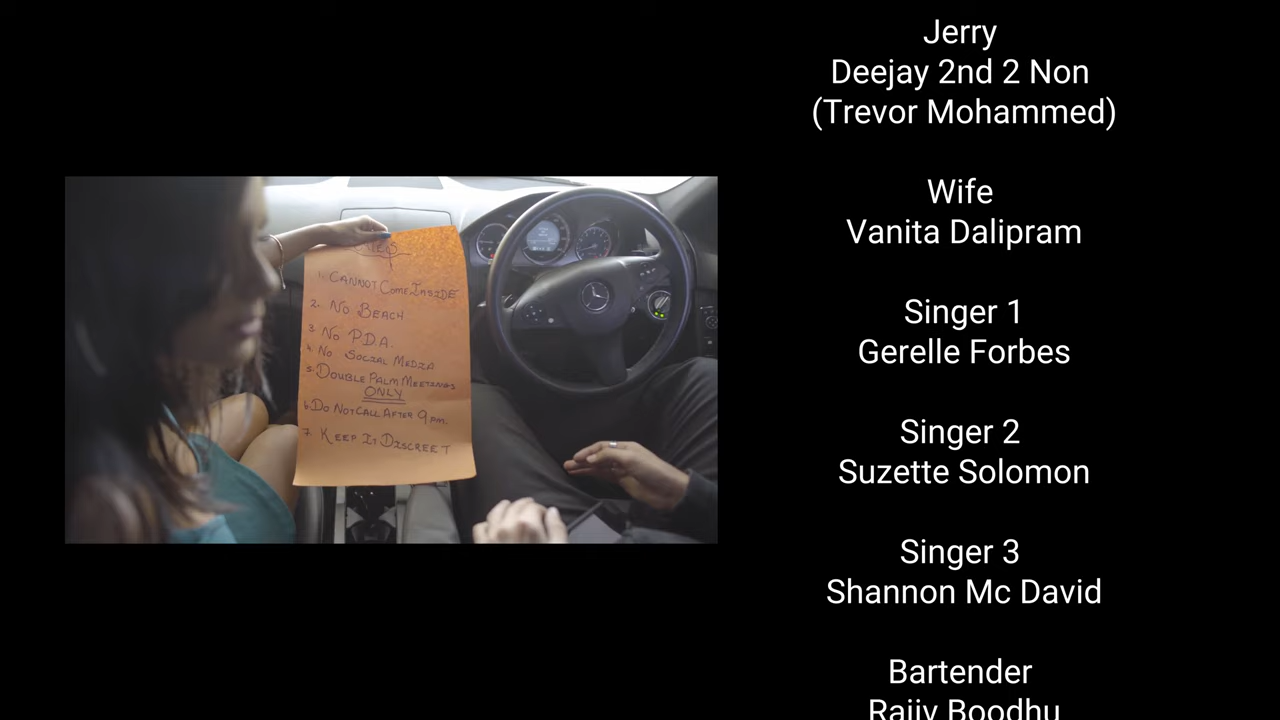 1. CANNOT COME INSIDE
2. NO BEACH
3. NO P.D.A.
4. NO SOCIAL MEDIA
5. DOUBLE PALM MEETINGS
ONLY
6. DO NOT CALL AFTER 9 PM.
7. KEEP IT DISCREET
Jerry
Deejay 2nd 2 Non
(Trevor Mohammed)
Wife
Vanita Dalipram
Singer 1
Gerelle Forbes
Singer 2
Suzette Solomon
Singer 3
Shannon Mc David
Bartender
Rajiv Boodhu